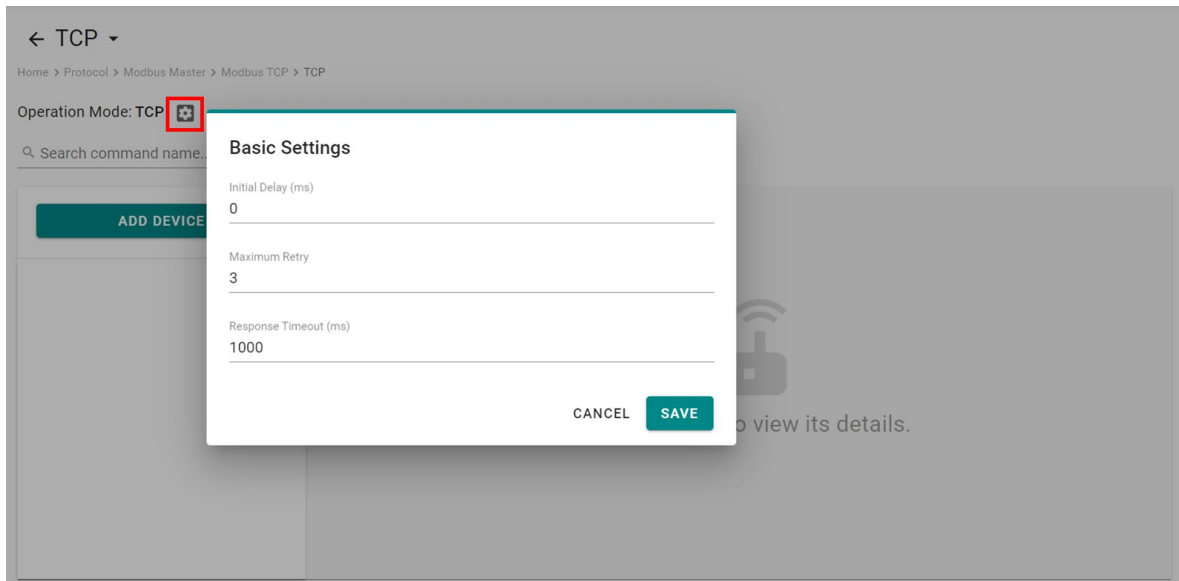 TCP
Home > Protocol > Modbus Master > Modbus TCP > TCP
Operation Mode: TCP
Search command name..
ADD DEVICE
Basic Settings
Initial Delay (ms)
0
Maximum Retry
3
Response Timeout (ms)
1000
CANCEL SAVE
view its details.